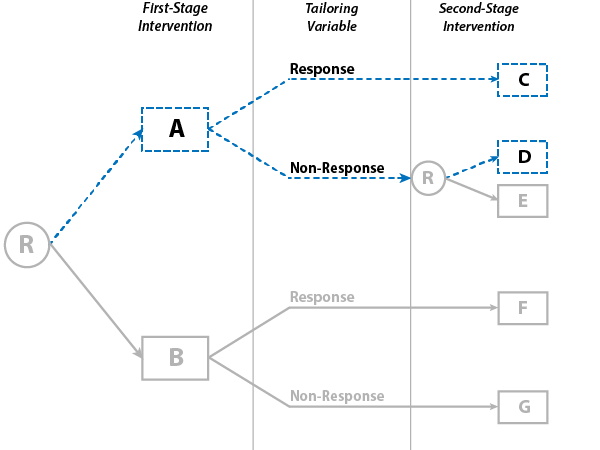 First-Stage
Intervention
Tailoring
Variable
Second-Stage
Intervention
Response
C
A
D
Non-Response
R
E
R
Response
F
B
Non-Response
G